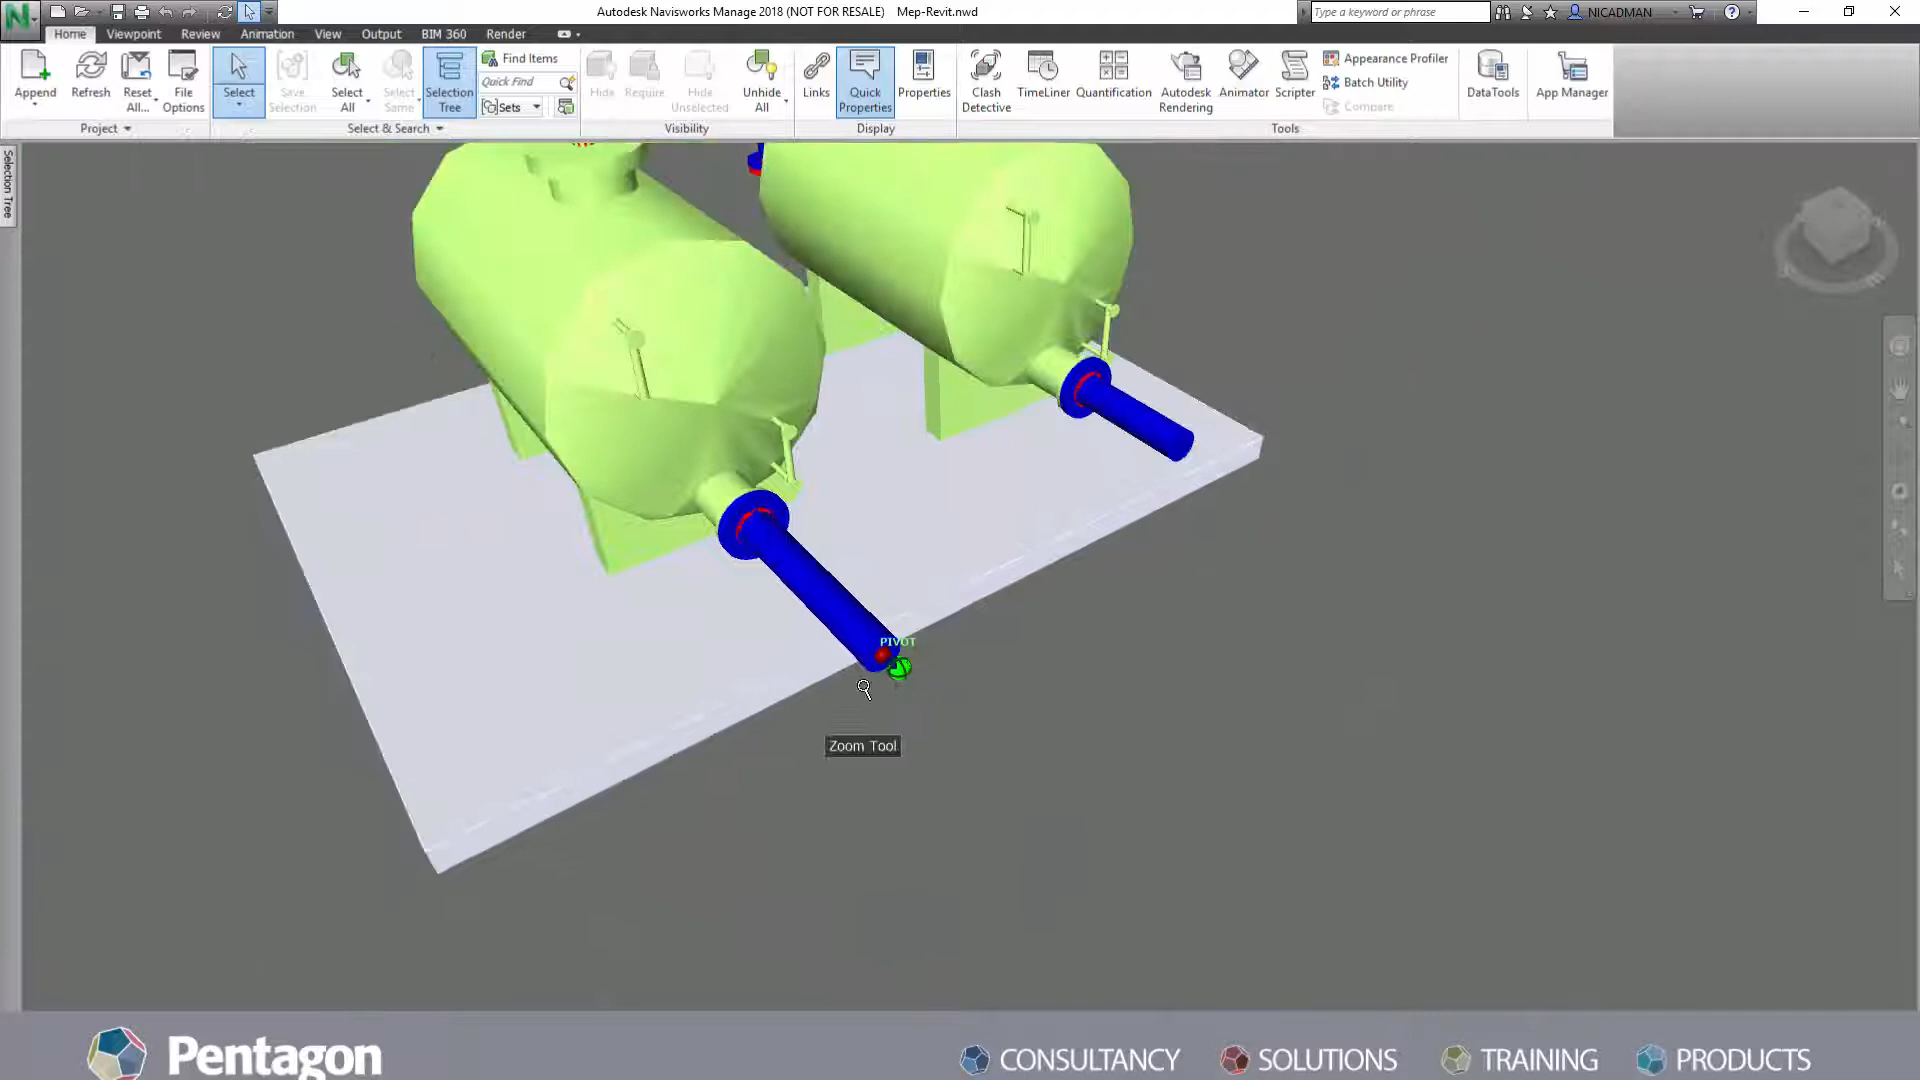 Autodesk Navisworks Manage 2018 (NOT FOR RESALE) Mep-Revit.nwd
Type a keyword or phrase
NICADMAN
Home Viewpoint Review Animation View Output BIM 360 Render
Append
Refresh
Reset All...
File Options
Project
Select
Save Selection
Select All
Select Same
Selection Tree
Find Items
Quick Find
Sets
Select & Search
Hide
Require
Hide Unselected
Unhide All
Visibility
Links
Quick Properties
Properties
Display
Clash Detective
TimeLiner
Quantification
Autodesk Rendering
Animator
Scripter
Appearance Profiler
Batch Utility
Compare
Tools
DataTools
App Manager
Selection Tree
PIVOT
Zoom Tool
Pentagon
CONSULTANCY SOLUTIONS TRAINING PRODUCTS